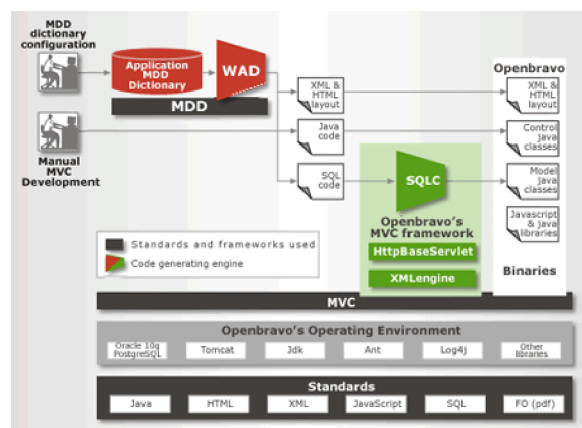 MDD
dictionary
configuration
Application
MDD
Dictionary
WAD
MDD
Openbravo
XML &
HTML
layout
XML &
HTML
layout
Manual
MVC
Development
Java
code
Control
java
classes
SQL
code
SQLC
Model
java
classes
Openbravo's
MVC framework
HttpBaseServlet
XMLengine
Javascript
& java
libraries
Binaries
Standards and frameworks used
Code generating engine
MVC
Openbravo's Operating Environment
Oracle 10g
PostgreSQL
Tomcat
Jdk
Ant
Log4j
Other
libraries
Standards
Java
HTML
XML
JavaScript
SQL
FO (pdf)